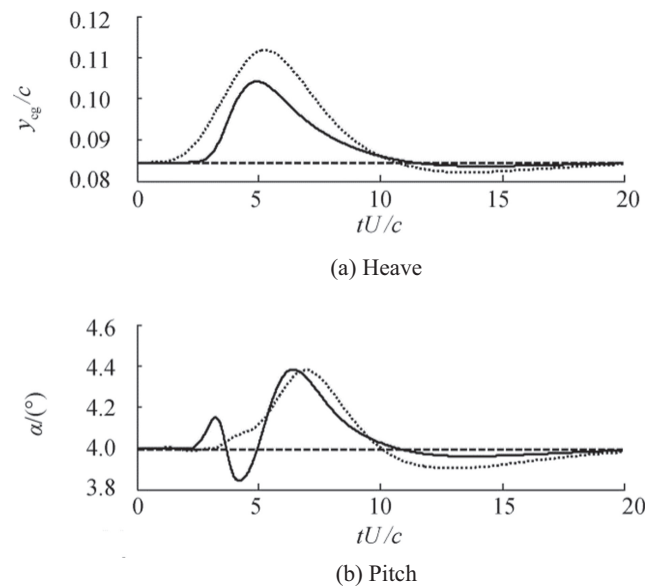 0.12
0.11
0.10
0.09
0.08
y_cg/c
0 5 10 15 20
tU/c
(a) Heave
4.6
4.4
4.2
4.0
3.8
α/(°)
0 5 10 15 20
tU/c
(b) Pitch